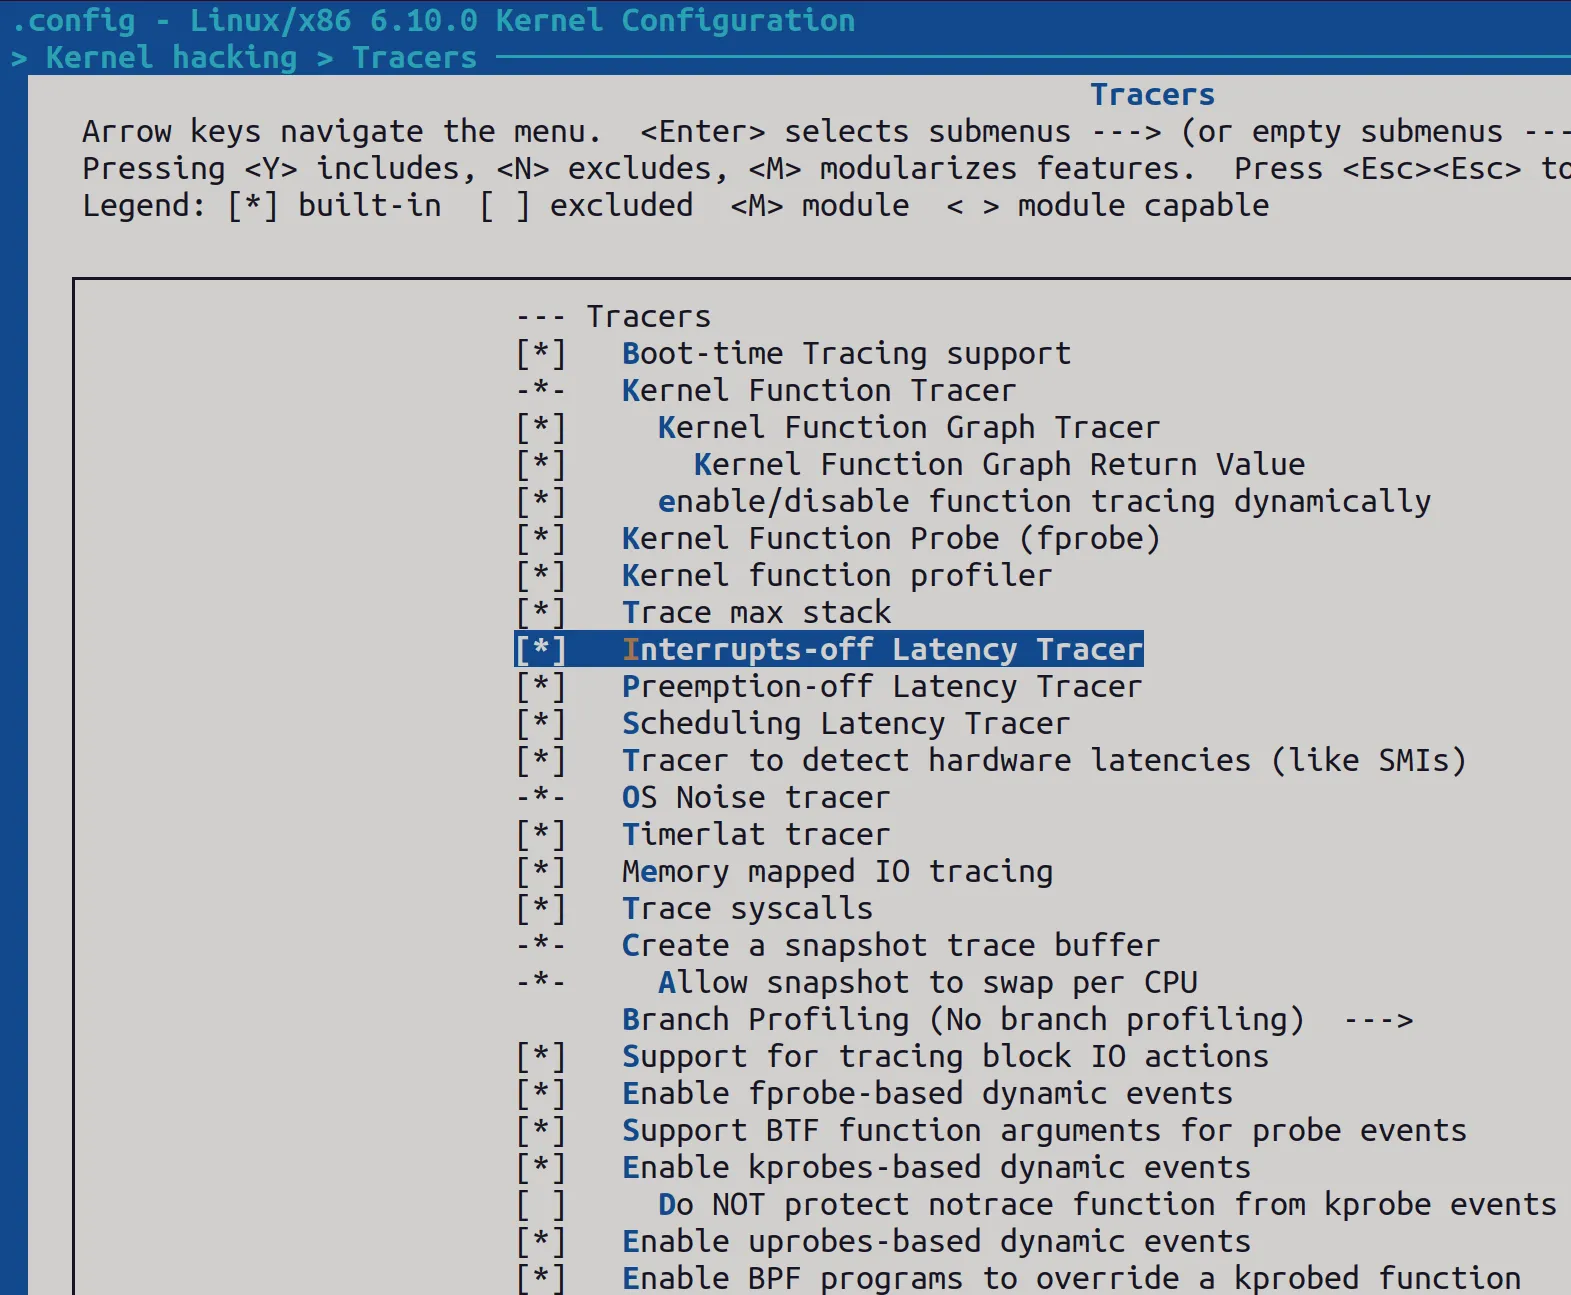 .config - Linux/x86 6.10.0 Kernel Configuration
> Kernel hacking > Tracers
Tracers
Arrow keys navigate the menu.  <Enter> selects submenus ---> (or empty submenus ---
Pressing <Y> includes, <N> excludes, <M> modularizes features.  Press <Esc><Esc> to
Legend: [*] built-in  [ ] excluded  <M> module  < > module capable
--- Tracers
[*]   Boot-time Tracing support
-*-   Kernel Function Tracer
[*]     Kernel Function Graph Tracer
[*]       Kernel Function Graph Return Value
[*]     enable/disable function tracing dynamically
[*]   Kernel Function Probe (fprobe)
[*]   Kernel function profiler
[*]   Trace max stack
[*]   Interrupts-off Latency Tracer
[*]   Preemption-off Latency Tracer
[*]   Scheduling Latency Tracer
[*]   Tracer to detect hardware latencies (like SMIs)
-*-   OS Noise tracer
[*]   Timerlat tracer
[*]   Memory mapped IO tracing
[*]   Trace syscalls
-*-   Create a snapshot trace buffer
-*-     Allow snapshot to swap per CPU
      Branch Profiling (No branch profiling)  --->
[*]   Support for tracing block IO actions
[*]   Enable fprobe-based dynamic events
[*]   Support BTF function arguments for probe events
[*]   Enable kprobes-based dynamic events
[ ]     Do NOT protect notrace function from kprobe events
[*]   Enable uprobes-based dynamic events
[*]   Enable BPF programs to override a kprobed function